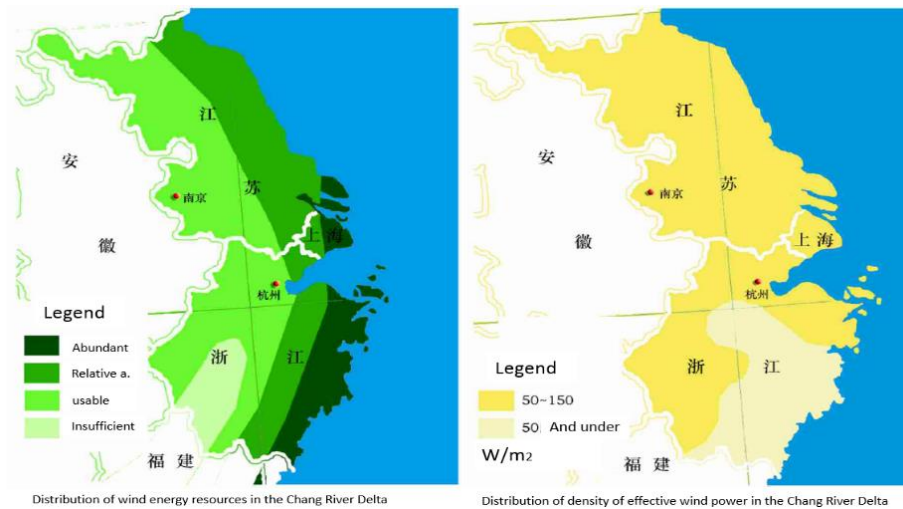 江
苏
安
徽
南京
上海
杭州
浙
江
福建
Legend
Abundant
Relative a.
usable
Insufficient
Distribution of wind energy resources in the Chang River Delta
江
苏
安
徽
南京
上海
杭州
浙
江
福建
Legend
50~150
50: And under
W/m2
Distribution of density of effective wind power in the Chang River Delta